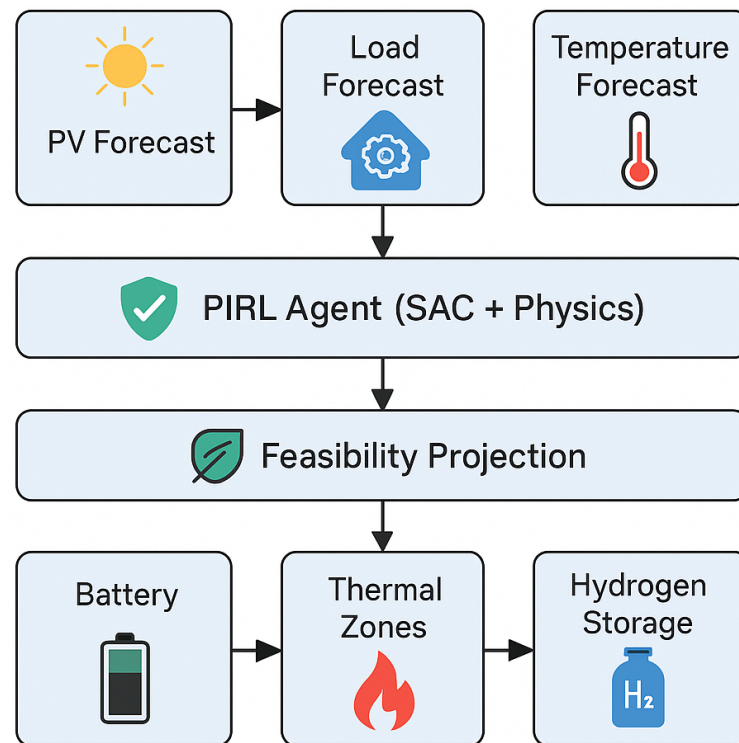 PV Forecast
Load
Forecast
Temperature
Forecast
PIRL Agent (SAC + Physics)
Feasibility Projection
Battery
Thermal
Zones
Hydrogen
Storage
H₂